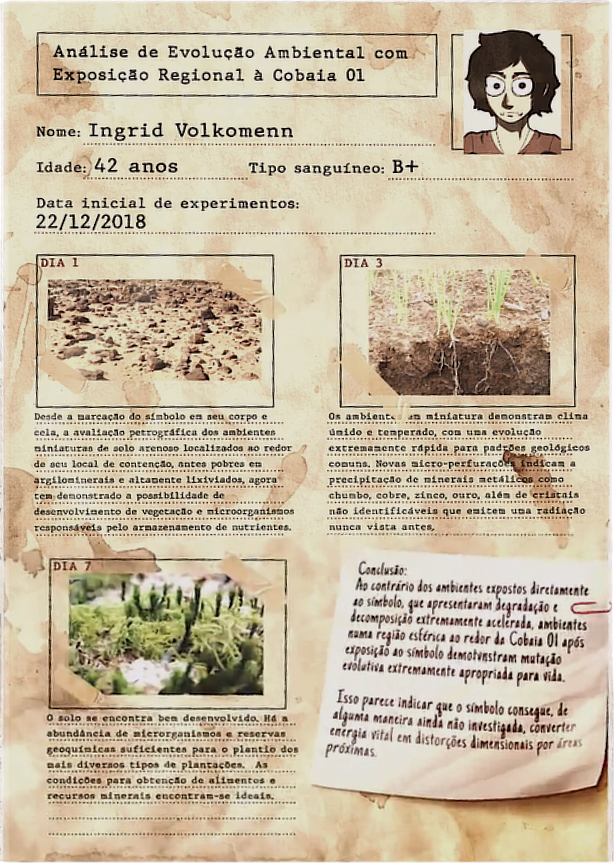 Análise de Evolução Ambiental com
Exposição Regional à Cobaia 01
Nome: Ingrid Volkomenn
Idade: 42 anos Tipo sanguíneo: B+
Data inicial de experimentos:
22/12/2018
DIA 1
Desde a marcação do símbolo em seu corpo e
cela, a avaliação petrográfica dos ambientes
miniaturas de solo arenoso localizados ao redor
de seu local de contenção, antes pobres em
argilominerais e altamente lixiviados, agora
tem demonstrado a possibilidade de
desenvolvimento de vegetação e microorganismos
responsáveis pelo armazenamento de nutrientes.
DIA 3
Os ambient em miniatura demonstram clima
úmido e temperado, com uma evolução
extremamente rápida para padrões geológicos
comuns. Novas micro-perfurações indicam a
precipitação de minerais metálicos como
chumbo, cobre, zinco, ouro, além de cristais
não identificáveis que emitem uma radiação
nunca vista antes.
DIA 7
O solo se encontra bem desenvolvido. Há a
abundância de microrganismos e reservas
geoquímicas suficientes para o plantio dos
mais diversos tipos de plantações. As
condições para obtenção de alimentos e
recursos minerais encontram-se ideais.
Conclusão:
Ao contrário dos ambientes expostos diretamente
ao símbolo, que apresentaram degradação e
decomposição extremamente acelerada, ambientes
numa região esférica ao redor da Cobaia 01 após
exposição ao símbolo demotvnstram mutação
evolutiva extremamente apropriada para vida.
Isso parece indicar que o símbolo consegue, de
alguma maneira ainda não investigada, converter
energia vital em distorções dimensionais por áreas
próximas.